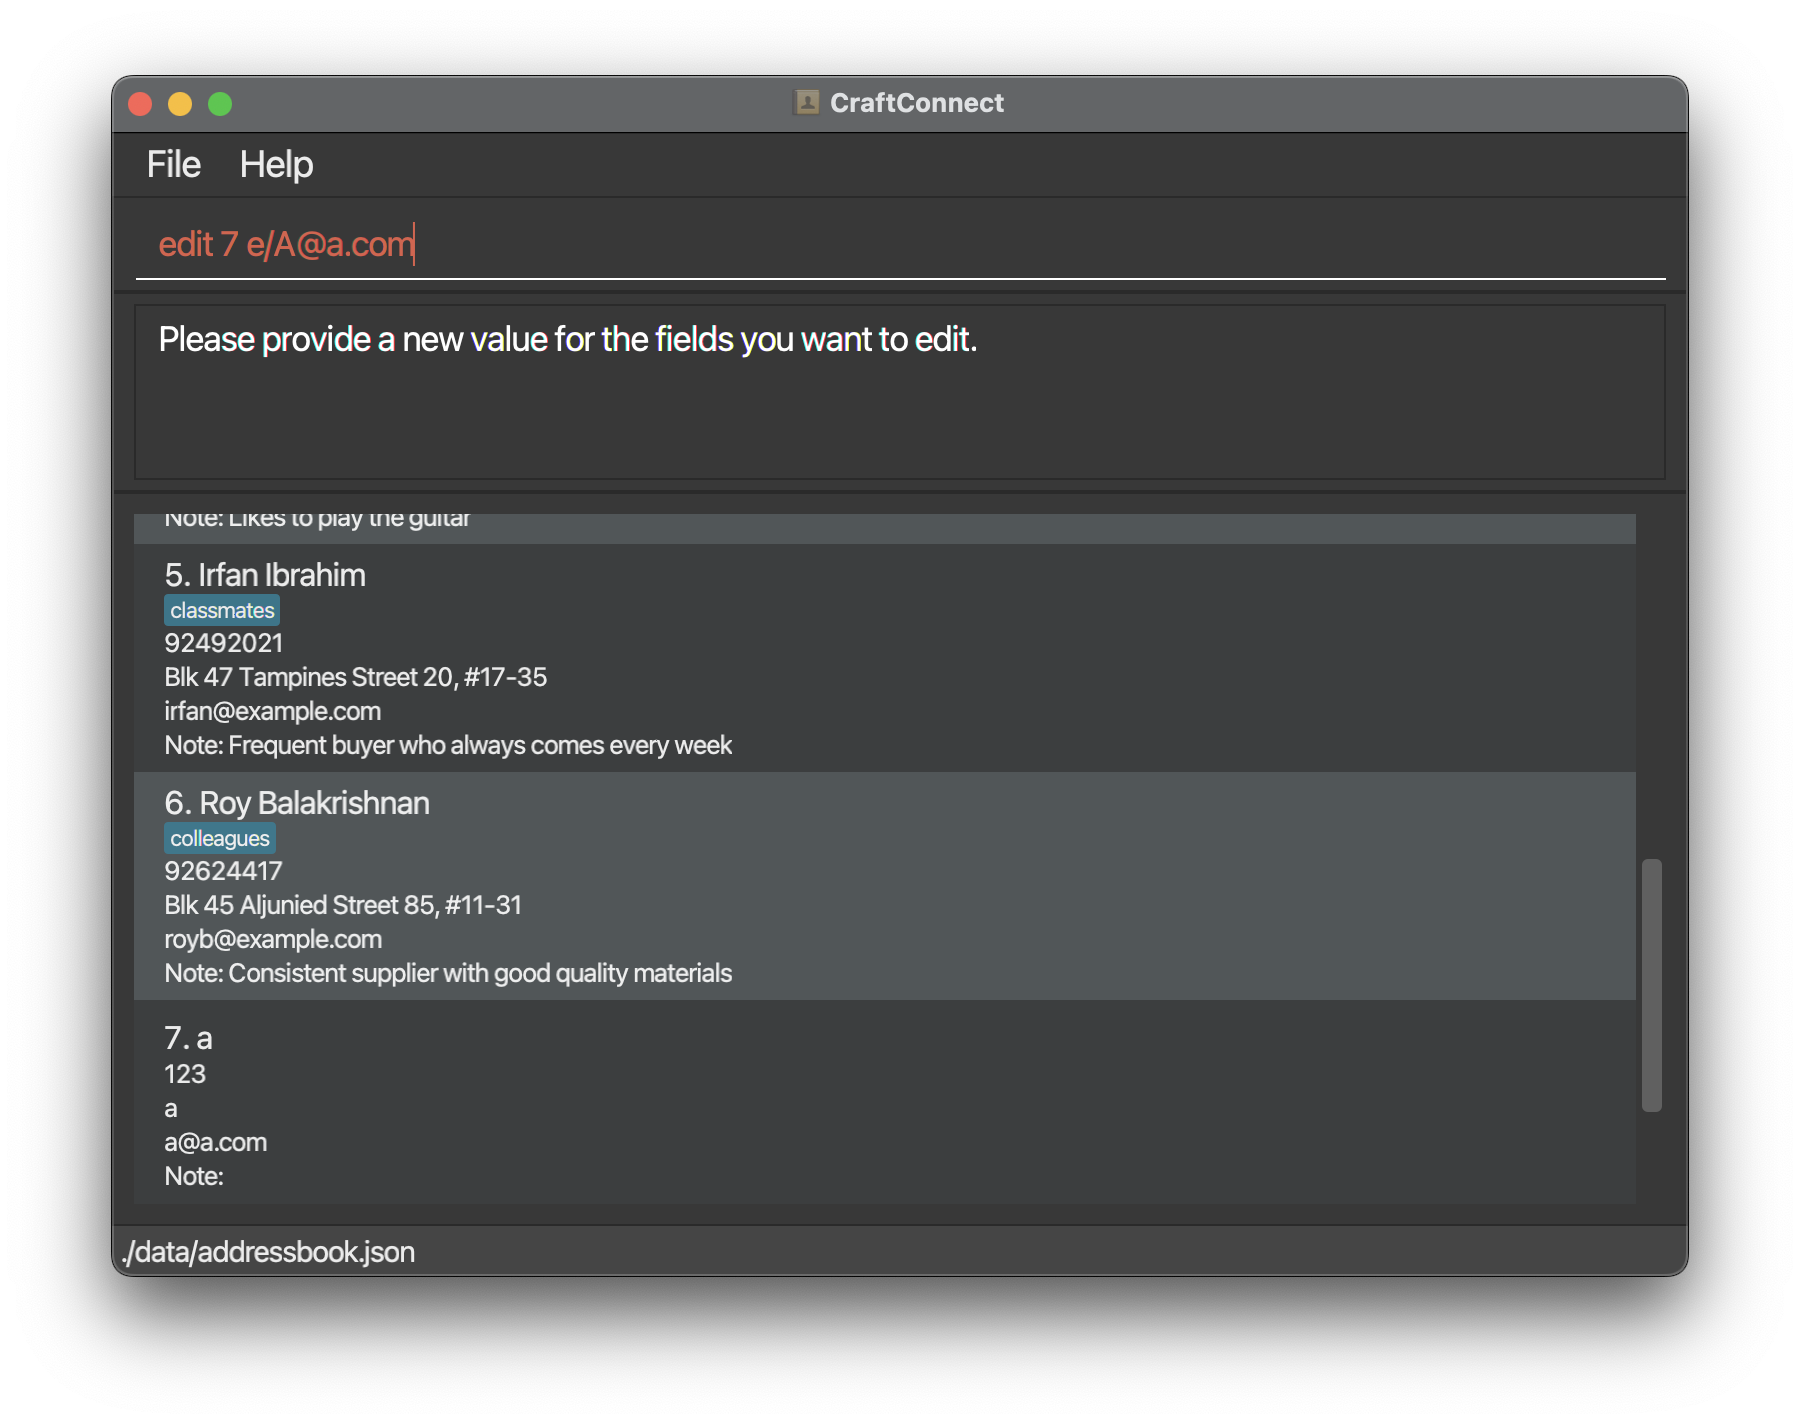 CraftConnect
File Help
edit 7 e/A@a.com
Please provide a new value for the fields you want to edit.
Note: Likes to play the guitar
5. Irfan Ibrahim
classmates
92492021
Blk 47 Tampines Street 20, #17-35
irfan@example.com
Note: Frequent buyer who always comes every week
6. Roy Balakrishnan
colleagues
92624417
Blk 45 Aljunied Street 85, #11-31
royb@example.com
Note: Consistent supplier with good quality materials
7. a
123
a
a@a.com
Note:
./data/addressbook.json